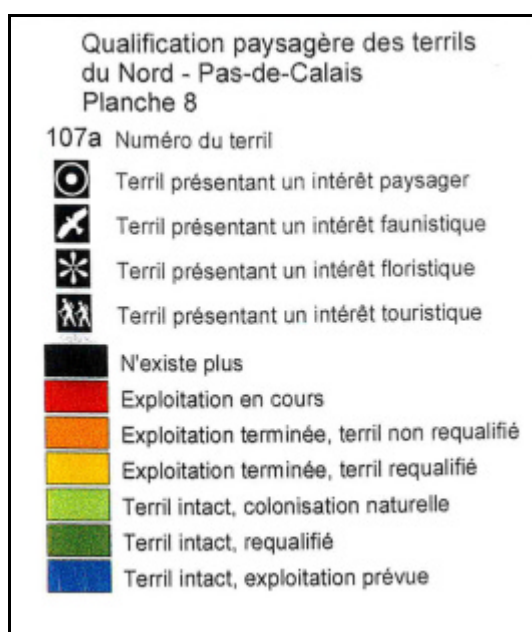 Qualification paysagère des terrils
du Nord - Pas-de-Calais
Planche 8
107a Numéro du terril
Terril présentant un intérêt paysager
Terril présentant un intérêt faunistique
Terril présentant un intérêt floristique
Terril présentant un intérêt touristique
N'existe plus
Exploitation en cours
Exploitation terminée, terril non requalifié
Exploitation terminée, terril requalifié
Terril intact, colonisation naturelle
Terril intact, requalifié
Terril intact, exploitation prévue